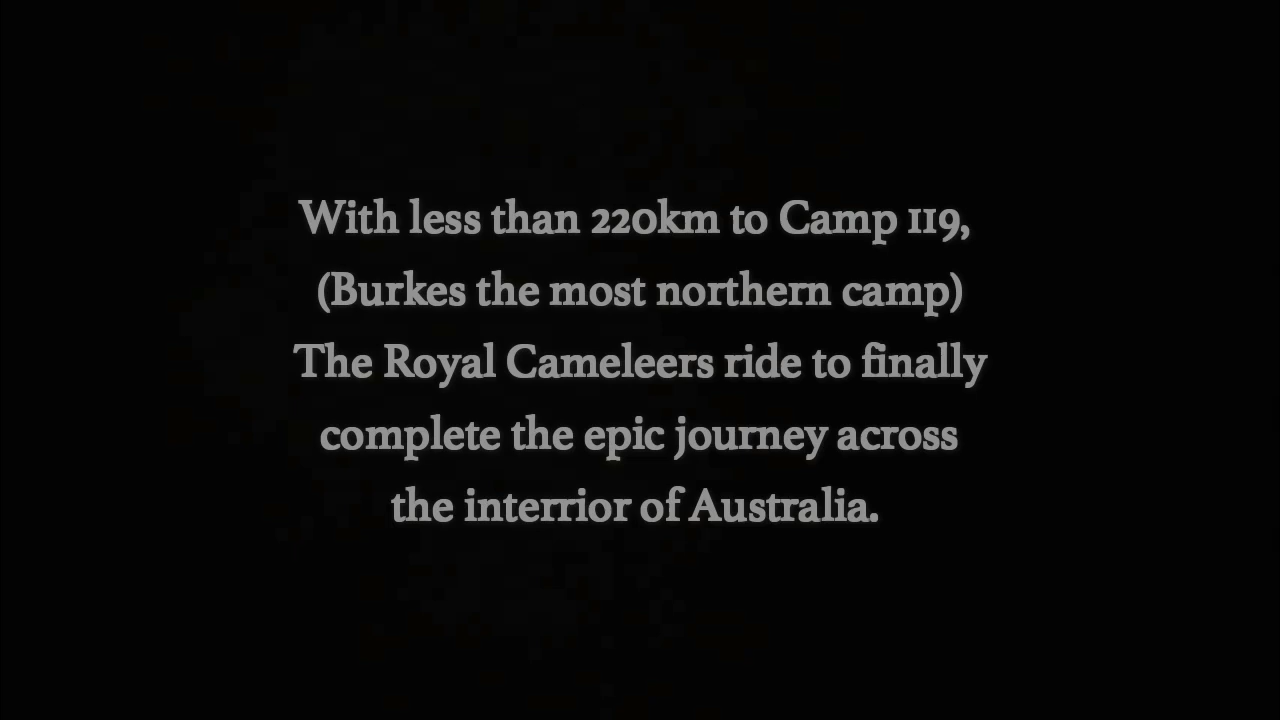 With less than 220km to Camp 119,
(Burkes the most northern camp)
The Royal Cameleers ride to finally
complete the epic journey across
the interrior of Australia.